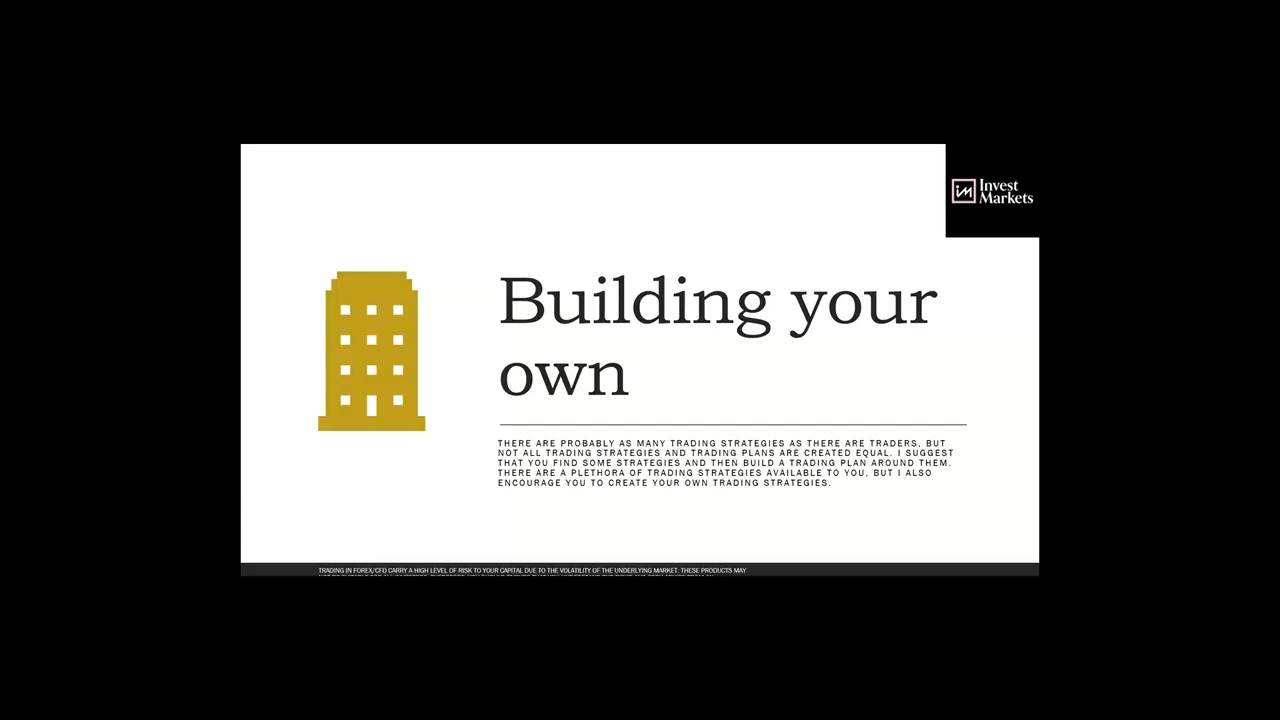 Invest
Markets
Building your
own
THERE ARE PROBABLY AS MANY TRADING STRATEGIES AS THERE ARE TRADERS, BUT
NOT ALL TRADING STRATEGIES AND TRADING PLANS ARE CREATED EQUAL. I SUGGEST
THAT YOU FIND SOME STRATEGIES AND THEN BUILD A TRADING PLAN AROUND THEM.
THERE ARE A PLETHORA OF TRADING STRATEGIES AVAILABLE TO YOU, BUT I ALSO
ENCOURAGE YOU TO CREATE YOUR OWN TRADING STRATEGIES.
TRADING IN FOREX/CFD CARRY A HIGH LEVEL OF RISK TO YOUR CAPITAL DUE TO THE VOLATILITY OF THE UNDERLYING MARKET. THESE PRODUCTS MAY